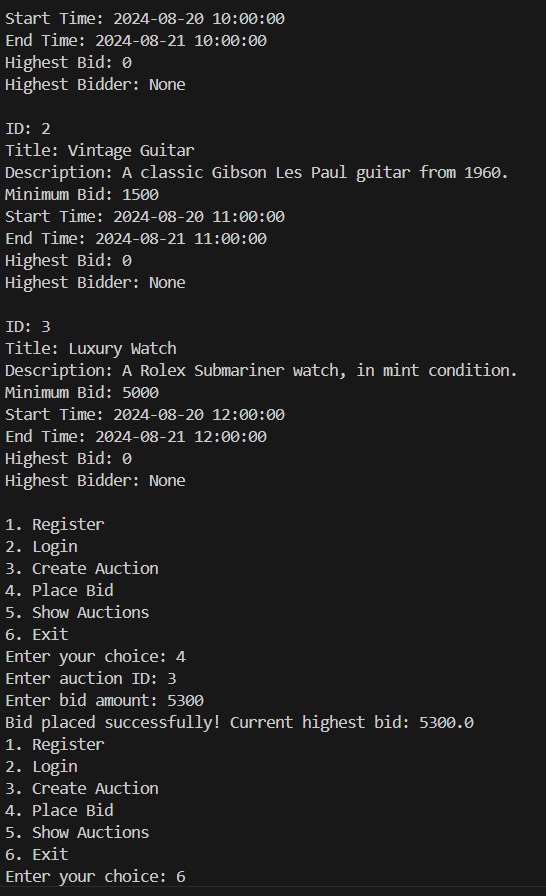 Start Time: 2024-08-20 10:00:00
End Time: 2024-08-21 10:00:00
Highest Bid: 0
Highest Bidder: None
ID: 2
Title: Vintage Guitar
Description: A classic Gibson Les Paul guitar from 1960.
Minimum Bid: 1500
Start Time: 2024-08-20 11:00:00
End Time: 2024-08-21 11:00:00
Highest Bid: 0
Highest Bidder: None
ID: 3
Title: Luxury Watch
Description: A Rolex Submariner watch, in mint condition.
Minimum Bid: 5000
Start Time: 2024-08-20 12:00:00
End Time: 2024-08-21 12:00:00
Highest Bid: 0
Highest Bidder: None
1. Register
2. Login
3. Create Auction
4. Place Bid
5. Show Auctions
6. Exit
Enter your choice: 4
Enter auction ID: 3
Enter bid amount: 5300
Bid placed successfully! Current highest bid: 5300.0
1. Register
2. Login
3. Create Auction
4. Place Bid
5. Show Auctions
6. Exit
Enter your choice: 6